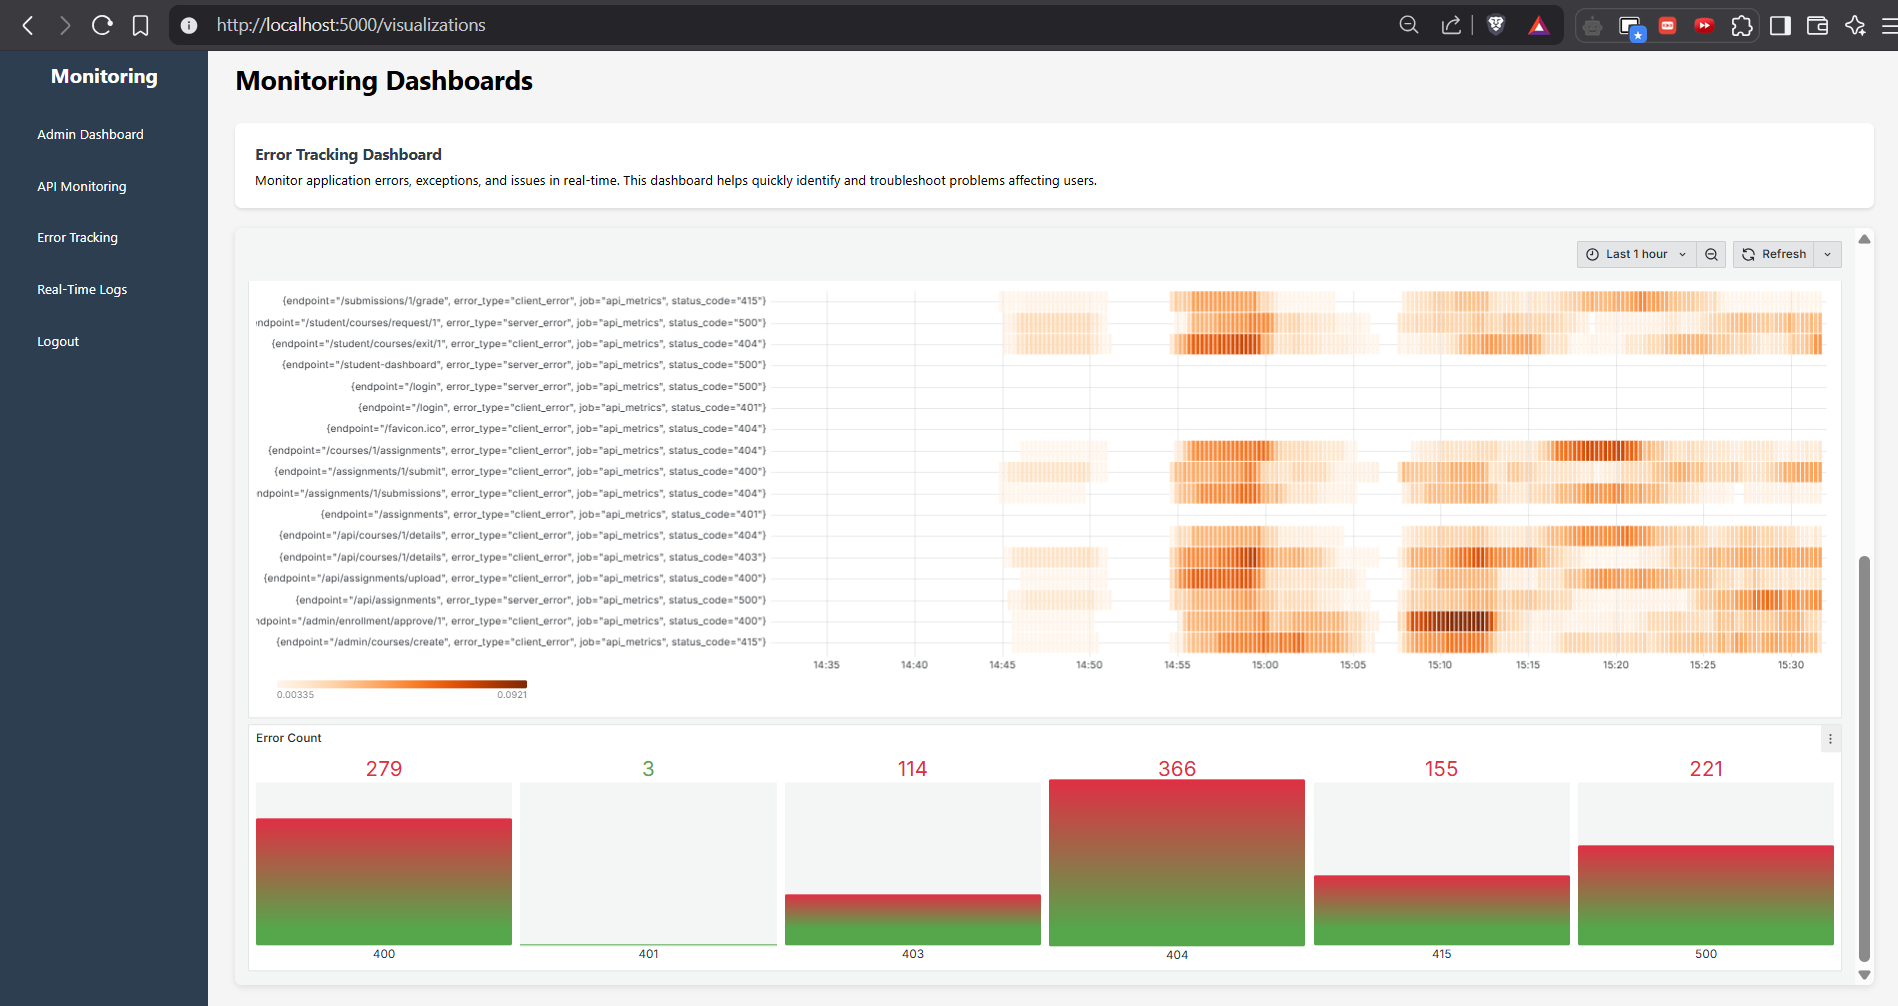 http://localhost:5000/visualizations
Monitoring
Admin Dashboard
API Monitoring
Error Tracking
Real-Time Logs
Logout
Monitoring Dashboards
Error Tracking Dashboard
Monitor application errors, exceptions, and issues in real-time. This dashboard helps quickly identify and troubleshoot problems affecting users.
Last 1 hour
Refresh
{endpoint="/submissions/1/grade", error_type="client_error", job="api_metrics", status_code="415"}
ndpoint="/student/courses/request/1", error_type="server_error", job="api_metrics", status_code="500"}
{endpoint="/student/courses/exit/1", error_type="client_error", job="api_metrics", status_code="404"}
{endpoint="/student-dashboard", error_type="server_error", job="api_metrics", status_code="500"}
{endpoint="/login", error_type="server_error", job="api_metrics", status_code="500"}
{endpoint="/login", error_type="client_error", job="api_metrics", status_code="401"}
{endpoint="/favicon.ico", error_type="client_error", job="api_metrics", status_code="404"}
{endpoint="/courses/1/assignments", error_type="client_error", job="api_metrics", status_code="404"}
{endpoint="/assignments/1/submit", error_type="client_error", job="api_metrics", status_code="400"}
ndpoint="/assignments/1/submissions", error_type="client_error", job="api_metrics", status_code="404"}
{endpoint="/assignments", error_type="client_error", job="api_metrics", status_code="401"}
{endpoint="/api/courses/1/details", error_type="client_error", job="api_metrics", status_code="404"}
{endpoint="/api/courses/1/details", error_type="client_error", job="api_metrics", status_code="403"}
{endpoint="/api/assignments/upload", error_type="client_error", job="api_metrics", status_code="400"}
{endpoint="/api/assignments", error_type="server_error", job="api_metrics", status_code="500"}
dpoint="/admin/enrollment/approve/1", error_type="client_error", job="api_metrics", status_code="400"}
{endpoint="/admin/courses/create", error_type="client_error", job="api_metrics", status_code="415"}
14:35 14:40 14:45 14:50 14:55 15:00 15:05 15:10 15:15 15:20 15:25 15:30
0.00335 0.0921
Error Count
279 3 114 366 155 221
400 401 403 404 415 500